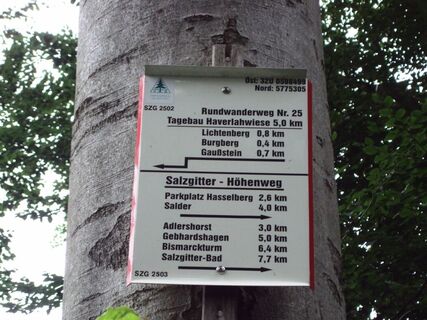 Ost: 32U 0598499
Nord: 5775305
SZG 2502
Rundwanderweg Nr. 25
Tagebau Haverlahwiese 5,0 km
Lichtenberg 0,8 km
Burgberg 0,4 km
Gaußstein 0,7 km
Salzgitter - Höhenweg
Parkplatz Hasselberg 2,6 km
Salder 4,0 km
Adlershorst 3,0 km
Gebhardshagen 5,0 km
Bismarckturm 6,4 km
Salzgitter-Bad 7,7 km
SZG 2503